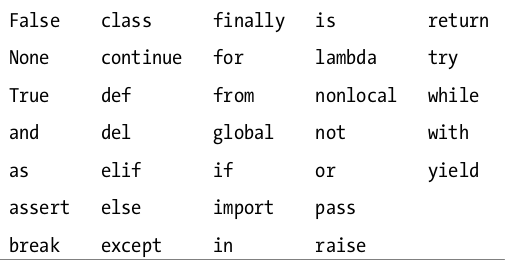 False class finally is return
None continue for lambda try
True def from nonlocal while
and del global not with
as elif if or yield
assert else import pass
break except in raise